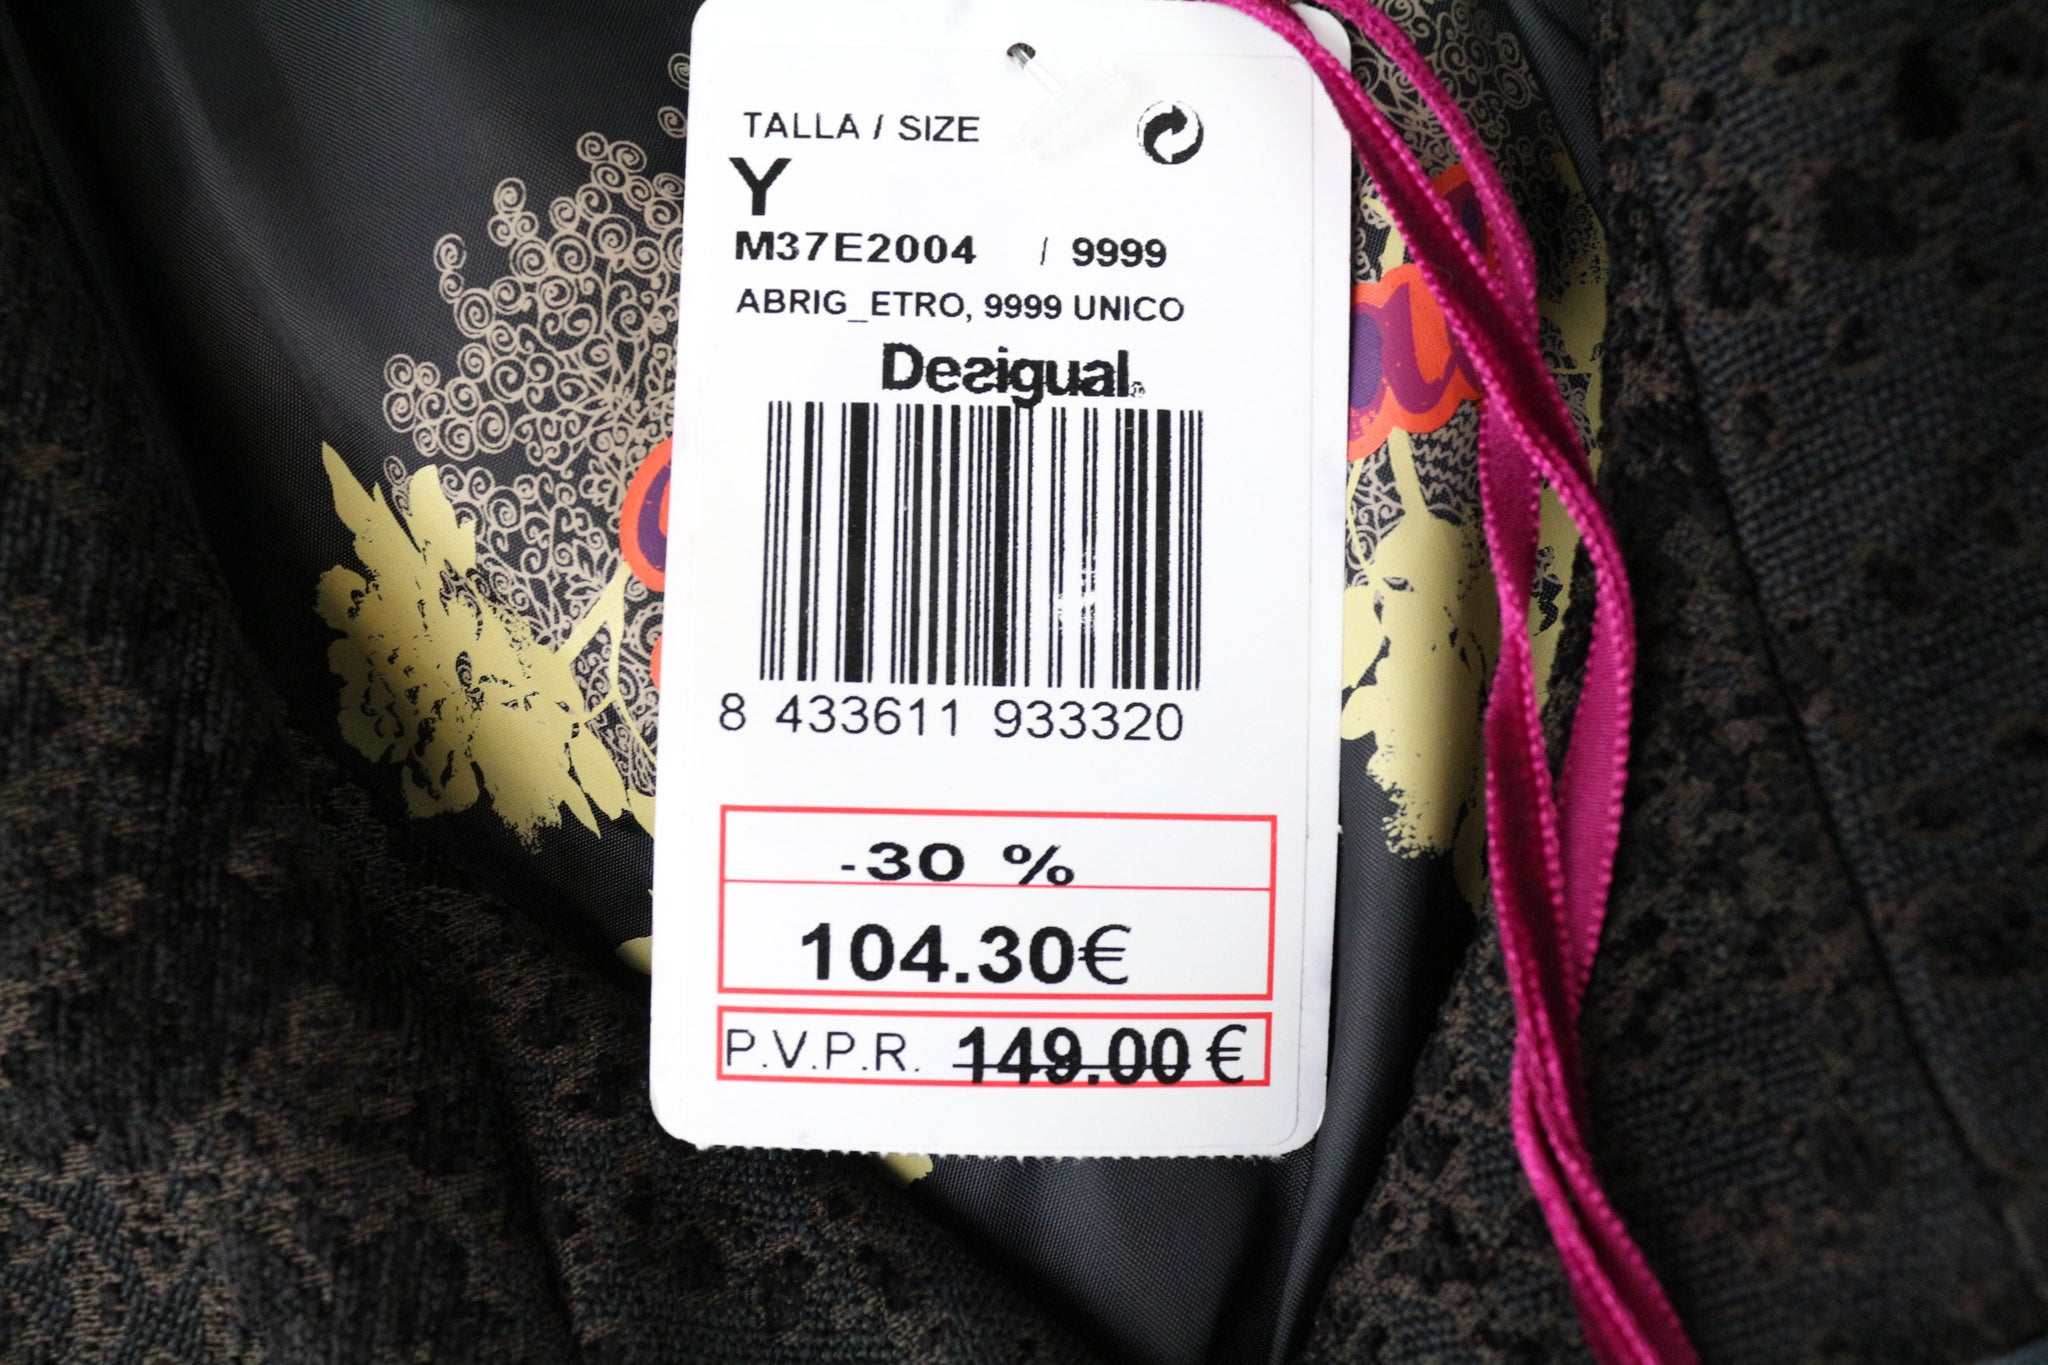 TALLA / SIZE
Y
M37E2004 / 9999
ABRIG_ETRO, 9999 UNICO
Desigual.
8 433611 933320
-30 %
104.30€
P.V.P.R. 149.00 €